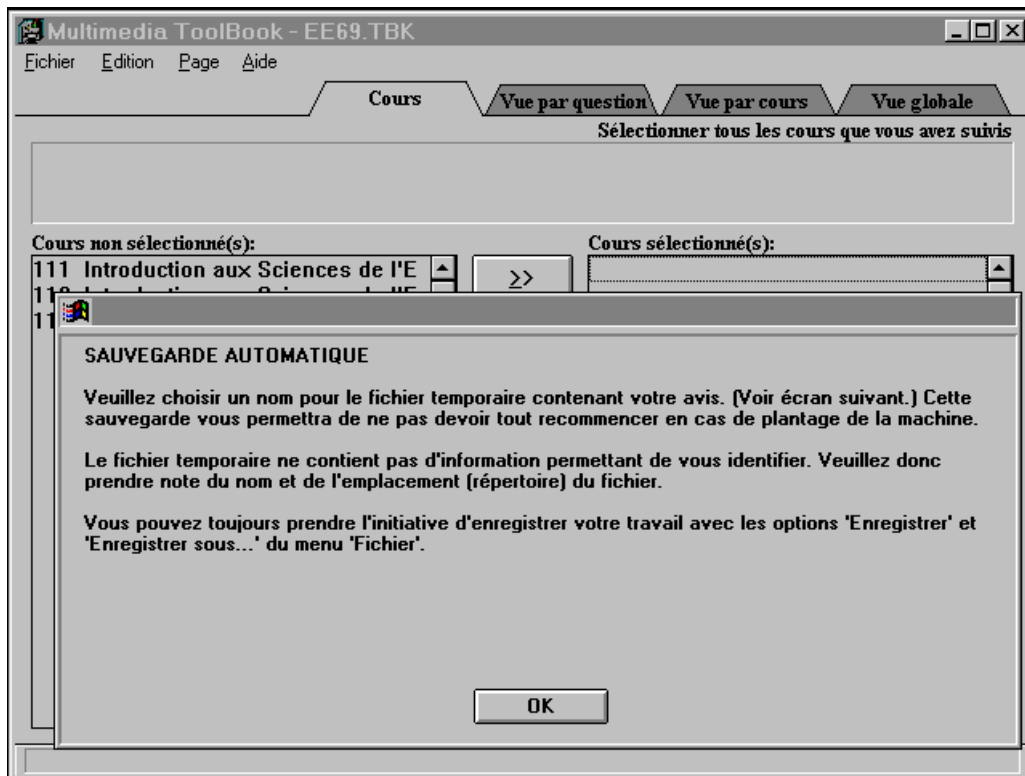 Multimedia ToolBook - EE69.TBK
Fichier Edition Page Aide
Cours Vue par question Vue par cours Vue globale
Sélectionner tous les cours que vous avez suivis
Cours non sélectionné(s): Cours sélectionné(s):
111 Introduction aux Sciences de l'E
>>
SAUVEGARDE AUTOMATIQUE
Veuillez choisir un nom pour le fichier temporaire contenant votre avis. (Voir écran suivant.) Cette
sauvegarde vous permettra de ne pas devoir tout recommencer en cas de plantage de la machine.
Le fichier temporaire ne contient pas d'information permettant de vous identifier. Veuillez donc
prendre note du nom et de l'emplacement (répertoire) du fichier.
Vous pouvez toujours prendre l'initiative d'enregistrer votre travail avec les options 'Enregistrer' et
'Enregistrer sous...' du menu 'Fichier'.
OK